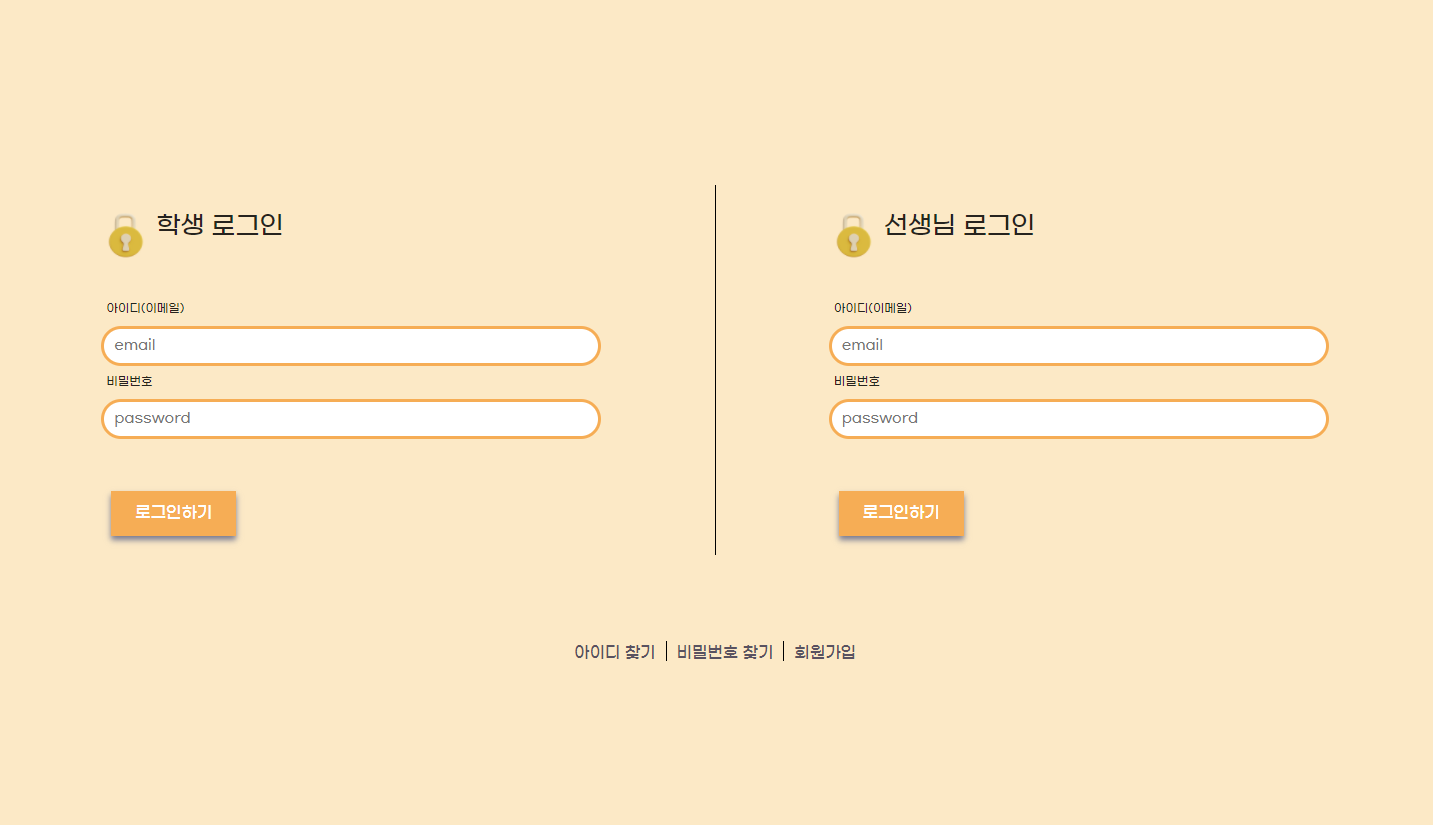 학생 로그인
아이디(이메일)
email
비밀번호
password
로그인하기
선생님 로그인
아이디(이메일)
email
비밀번호
password
로그인하기
아이디 찾기 비밀번호 찾기 회원가입